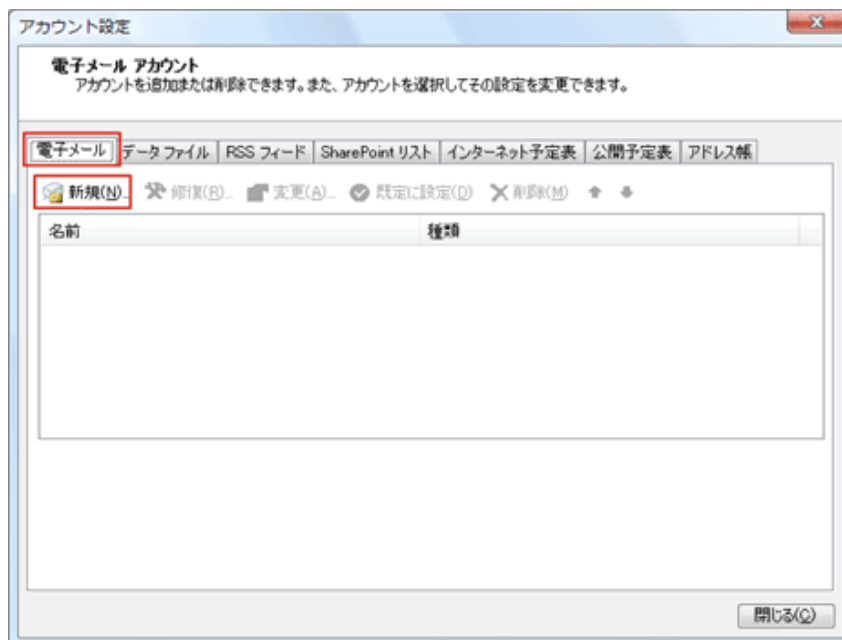 アカウント設定
電子メール アカウント
アカウントを追加または削除できます。また、アカウントを選択してその設定を変更できます。
電子メール データ ファイル RSS フィード SharePoint リスト インターネット予定表 公開予定表 アドレス帳
新規(N)... 修復(R)... 変更(A)... 既定に設定(D) 削除(M)
名前 種類
閉じる(C)